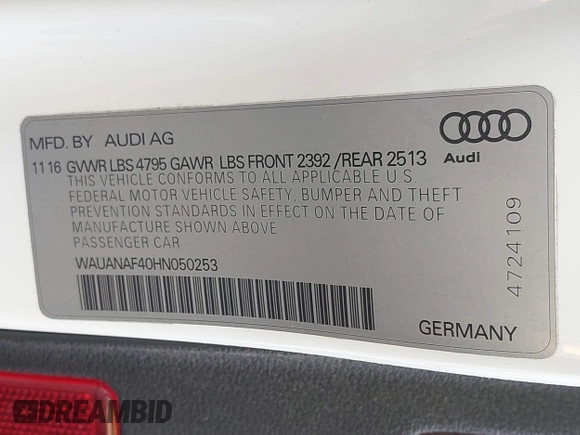 MFD. BY AUDI AG
11 16 GVWR LBS 4795 GAWR LBS FRONT 2392 /REAR 2513
THIS VEHICLE CONFORMS TO ALL APPLICABLE U S
FEDERAL MOTOR VEHICLE SAFETY, BUMPER AND THEFT
PREVENTION STANDARDS IN EFFECT ON THE DATE OF
MANUFACTURE SHOWN ABOVE
PASSENGER CAR
WAUANAF40HN050253
Audi
4724109
GERMANY
DREAMBID